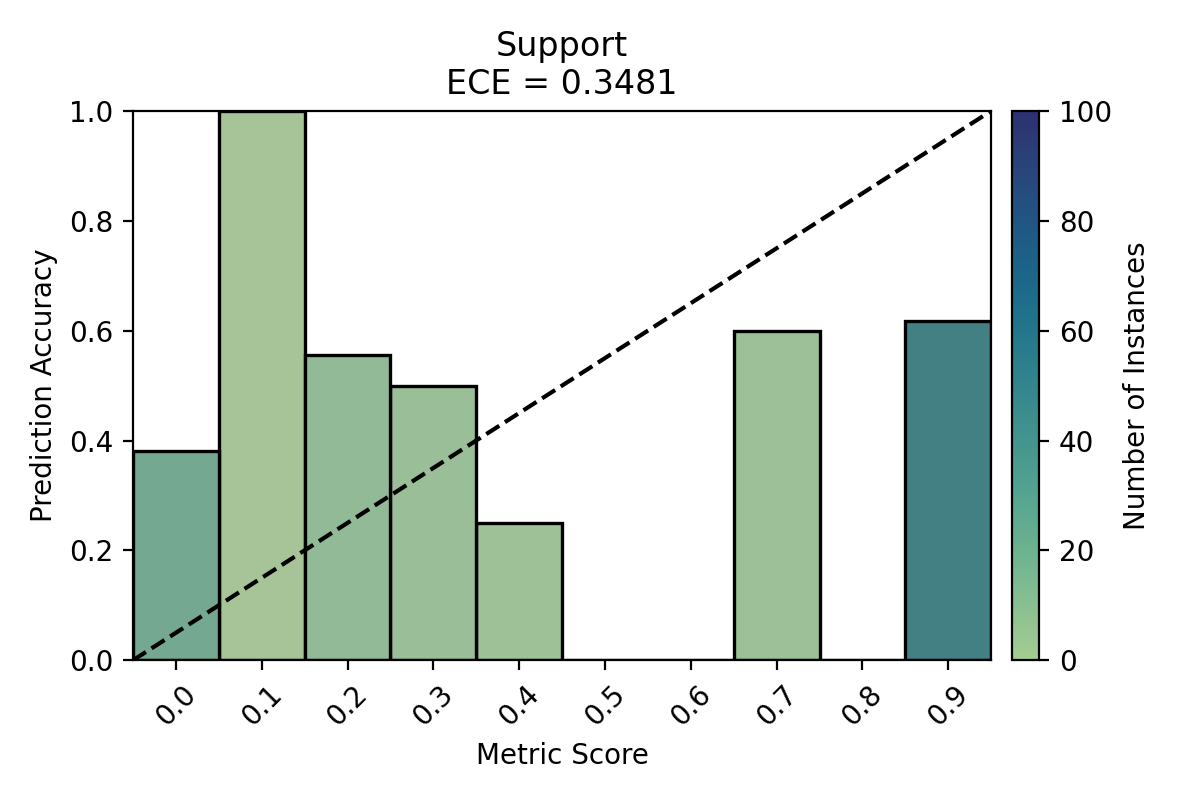 Support
ECE = 0.3481
1.0
0.8
0.6
0.4
0.2
0.0
Prediction Accuracy
0.0 0.1 0.2 0.3 0.4 0.5 0.6 0.7 0.8 0.9
Metric Score
100
80
60
40
20
0
Number of Instances